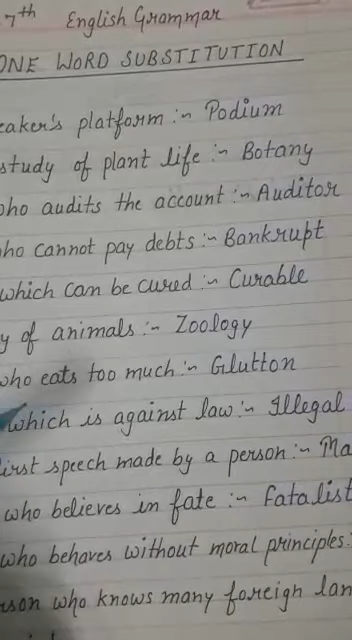 7th English Grammar
ONE WORD SUBSTITUTION
eaker's platform :~ Podium
study of plant life :~ Botany
who audits the account :~ Auditor
who cannot pay debts :~ Bankrupt
which can be cured :~ Curable
y of animals :~ Zoology
who eats too much :~ Glutton
which is against law :~ Illegal
first speech made by a person :~ Ma
who believes in fate :~ Fatalist
who behaves without moral principles :
rson who knows many foreign lan